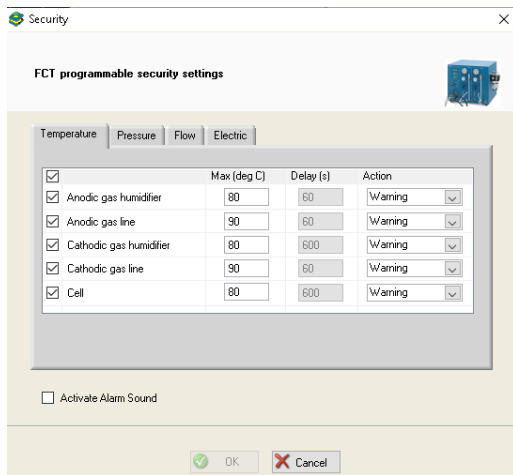 Security
FCT programmable security settings
Temperature Pressure Flow Electric
Max (deg C) Delay (s) Action
Anodic gas humidifier 80 60 Warning
Anodic gas line 90 60 Warning
Cathodic gas humidifier 80 600 Warning
Cathodic gas line 90 60 Warning
Cell 80 600 Warning
Activate Alarm Sound
OK Cancel